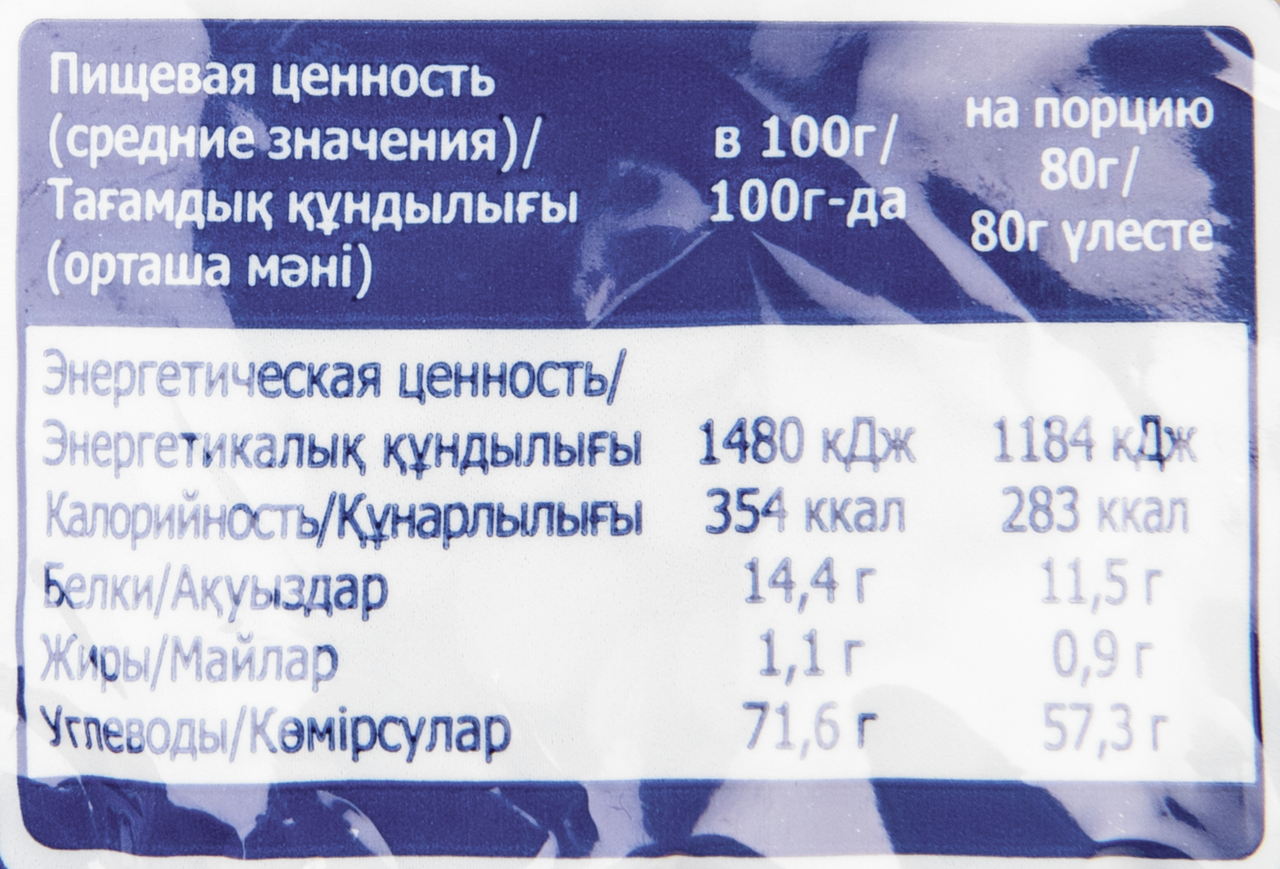 Пищевая ценность
(средние значения)/
Тағамдық құндылығы
(орташа мәні)
в 100г/
100г-да
на порцию
80г/
80г үлесте
Энергетическая ценность/
Энергетикалық құндылығы 1480 кДж 1184 кДж
Калорийность/Құнарлылығы 354 ккал 283 ккал
Белки/Ақуыздар 14,4 г 11,5 г
Жиры/Майлар 1,1 г 0,9 г
Углеводы/Көмірсулар 71,6 г 57,3 г